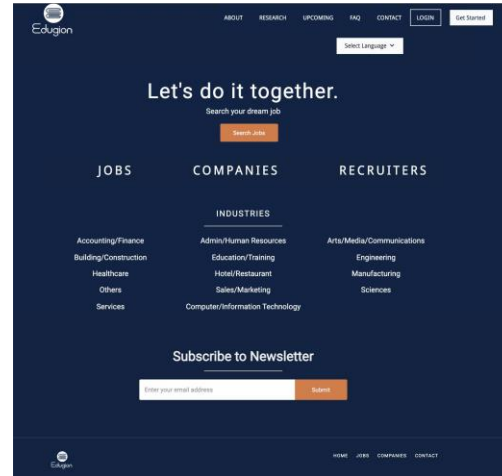 Edugion
ABOUT RESEARCH UPCOMING FAQ CONTACT LOGIN Get Started
Select Language
Let's do it together.
Search your dream job
Search Jobs
JOBS COMPANIES RECRUITERS
INDUSTRIES
Accounting/Finance Admin/Human Resources Arts/Media/Communications
Building/Construction Education/Training Engineering
Healthcare Hotel/Restaurant Manufacturing
Others Sales/Marketing Sciences
Services Computer/Information Technology
Subscribe to Newsletter
Enter your email address Submit
Edugion HOME JOBS COMPANIES CONTACT